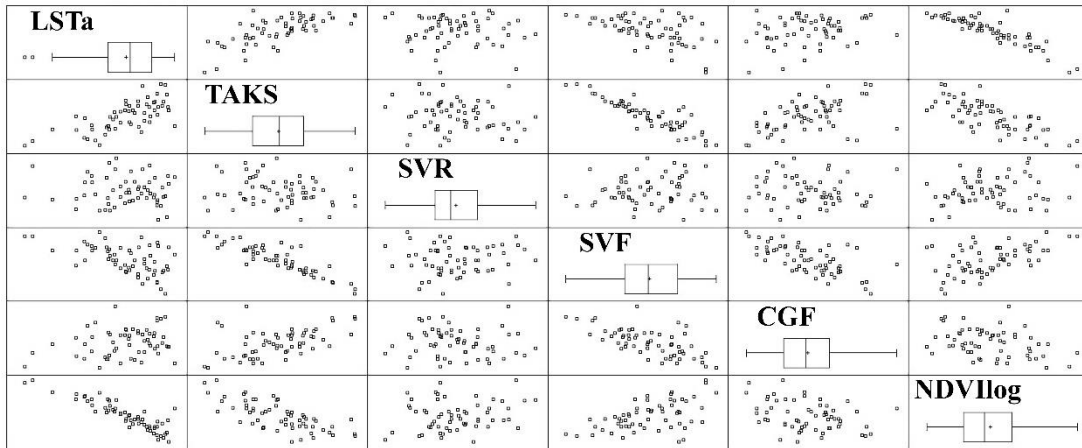 LSTa
TAKS
SVR
SVF
CGF
NDVIlog